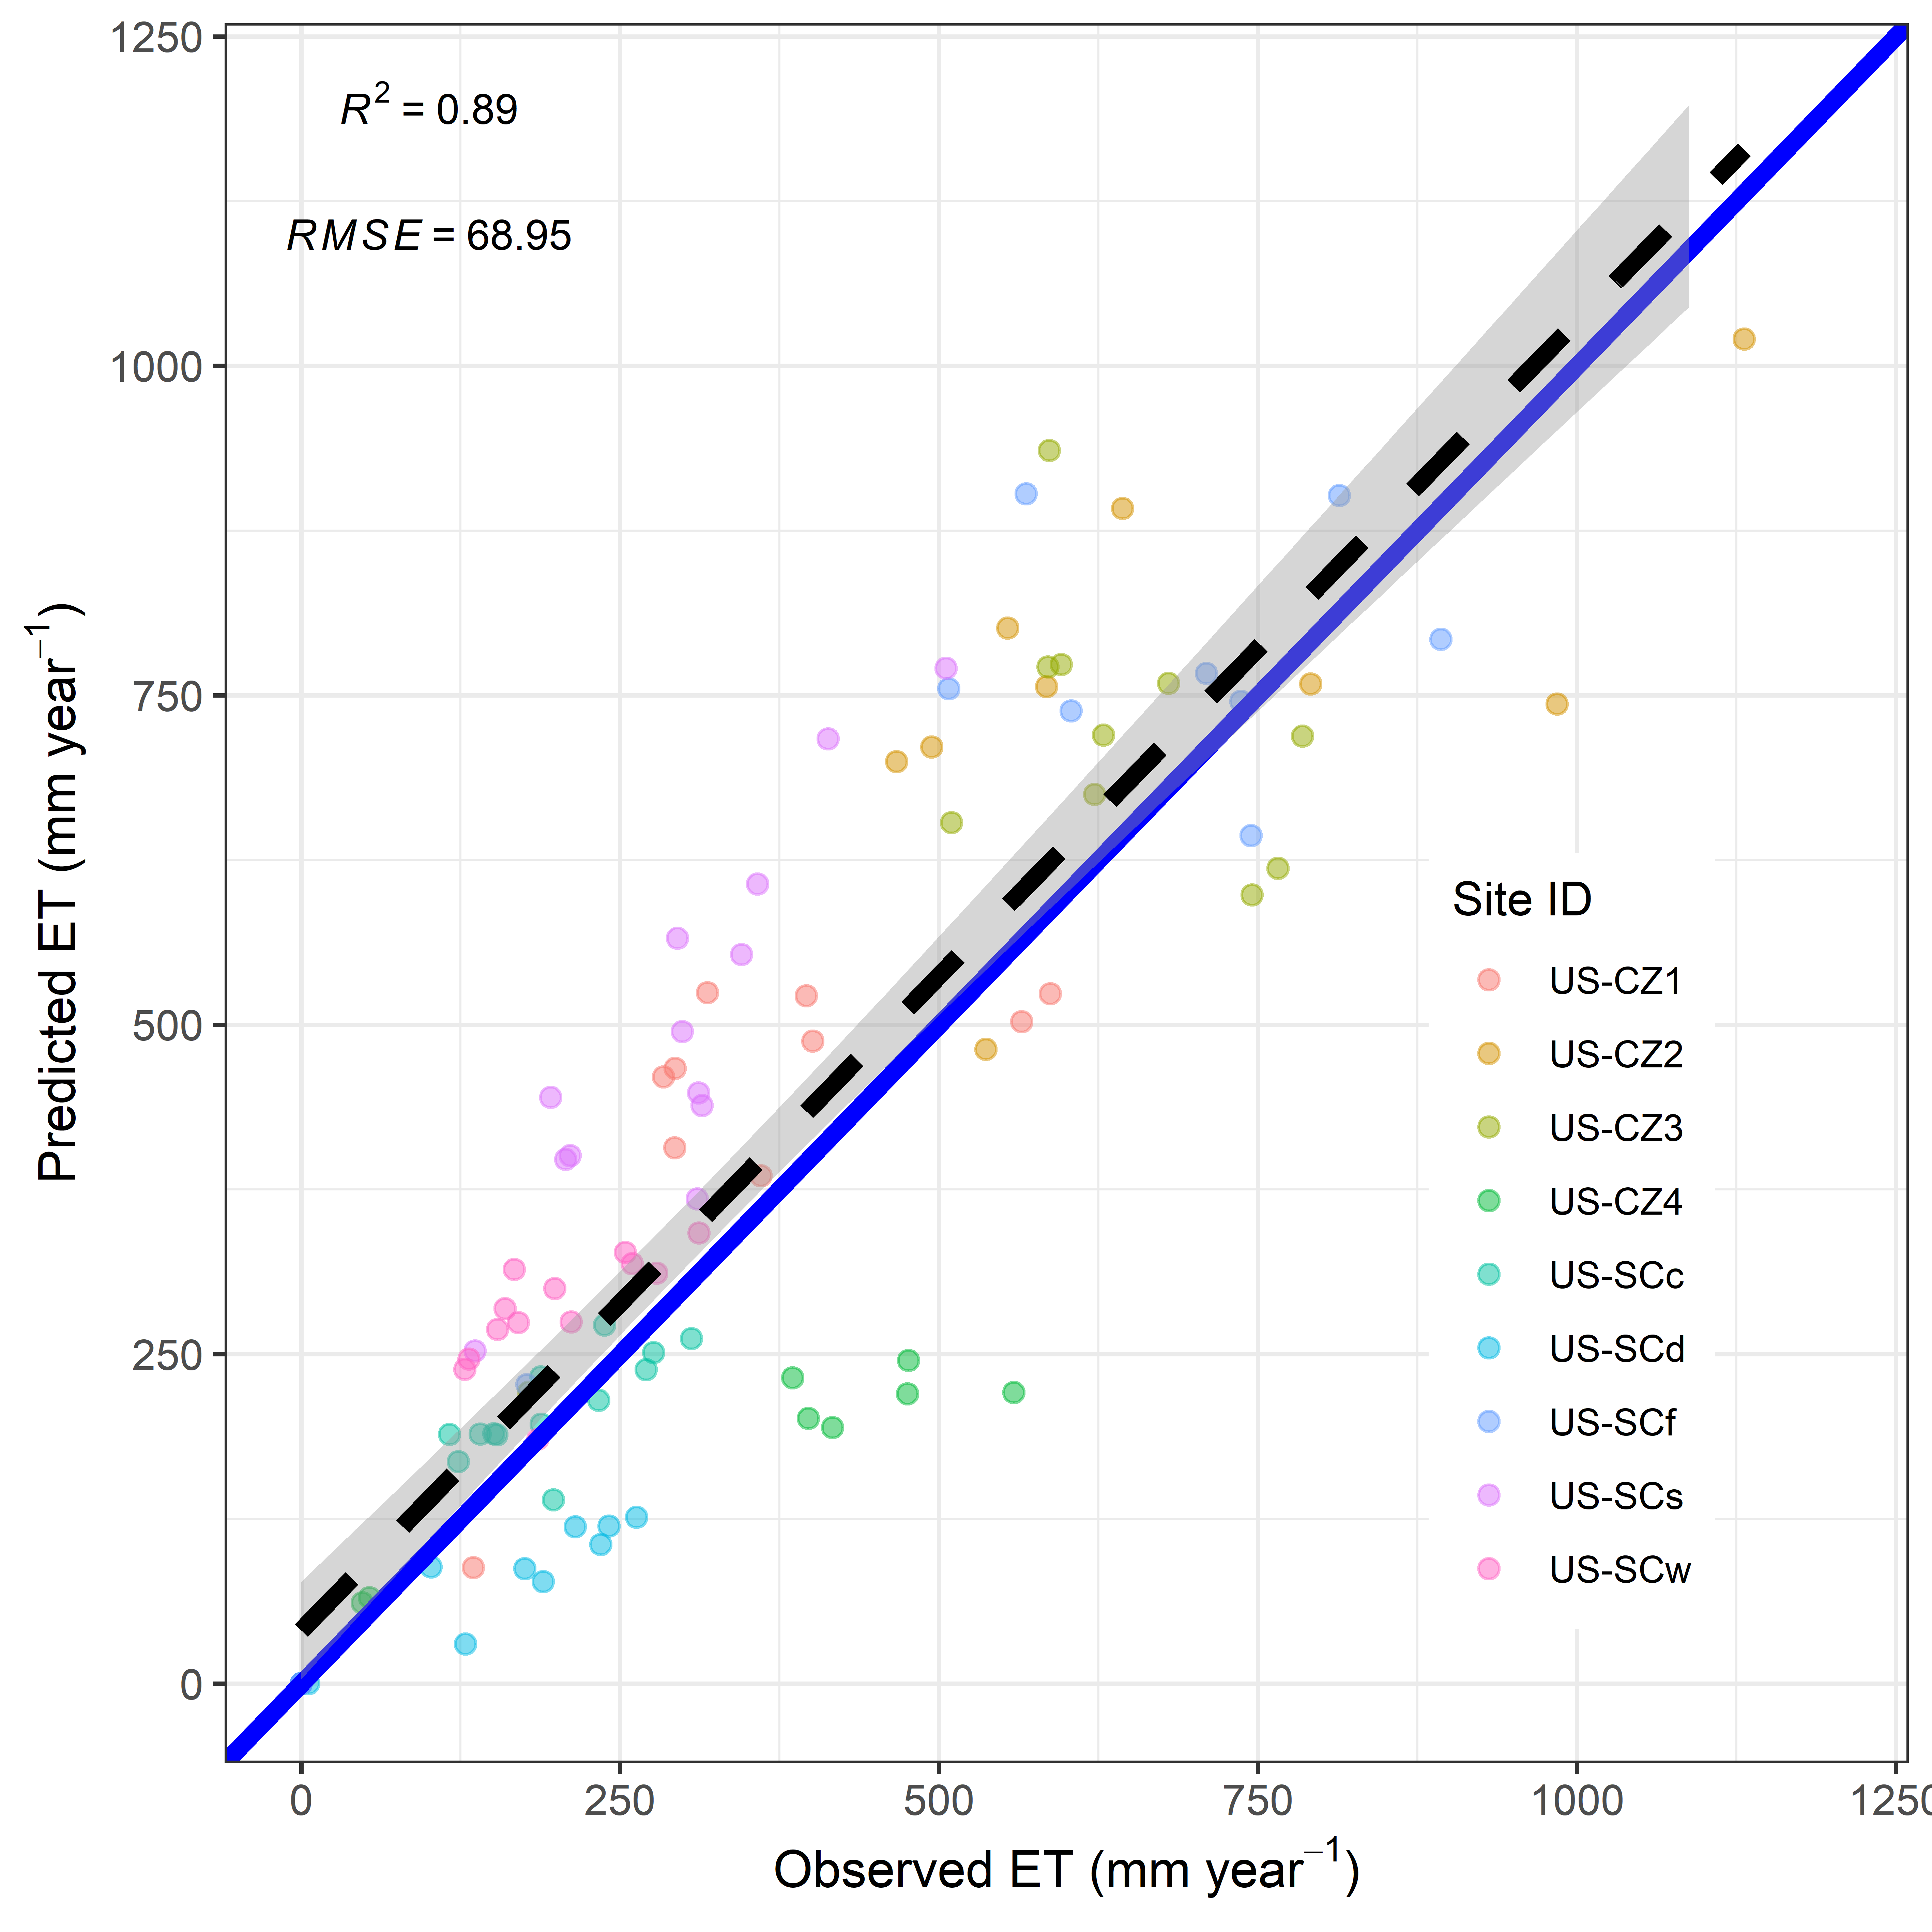 1250
1000
750
500
250
0
Predicted ET (mm year⁻¹)
R² = 0.89
RMSE = 68.95
Site ID
US-CZ1
US-CZ2
US-CZ3
US-CZ4
US-SCc
US-SCd
US-SCf
US-SCs
US-SCw
0 250 500 750 1000 1250
Observed ET (mm year⁻¹)